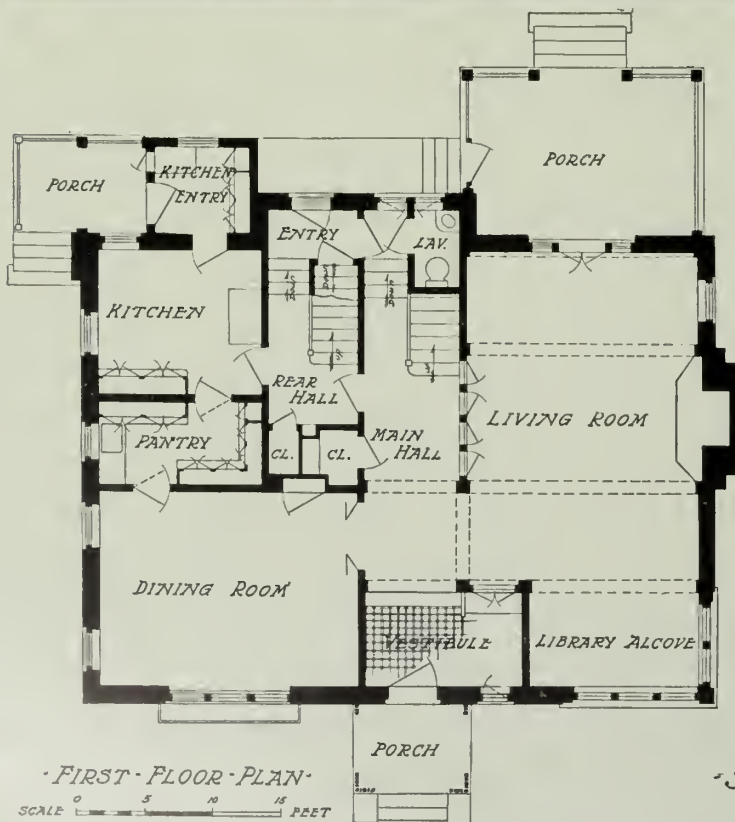 PORCH
KITCHEN
ENTRY
PORCH
ENTRY
LAV.
KITCHEN
REAR
HALL
LIVING ROOM
PANTRY
CL.
CL.
MAIN
HALL
DINING ROOM
VESTIBULE
LIBRARY ALCOVE
PORCH
·FIRST·FLOOR·PLAN·
SCALE 0 5 10 15 FEET